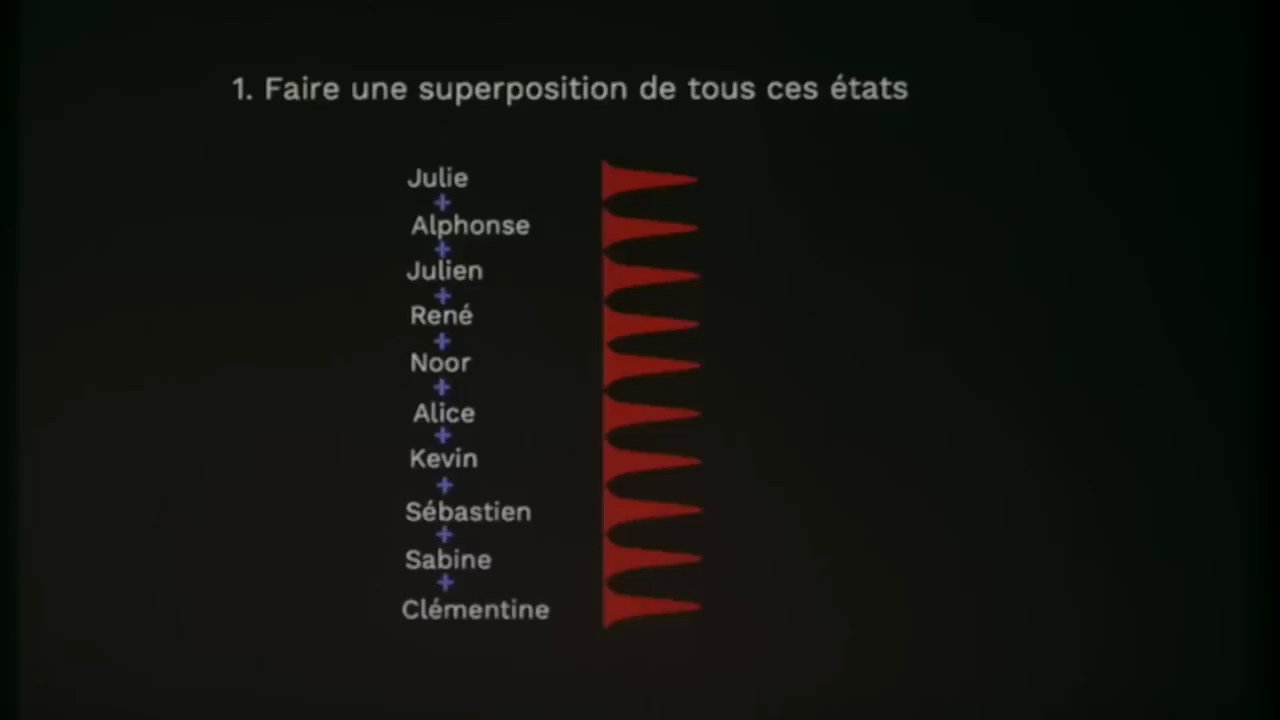 1. Faire une superposition de tous ces états
Julie
+
Alphonse
+
Julien
+
René
+
Noor
+
Alice
+
Kevin
+
Sébastien
+
Sabine
+
Clémentine